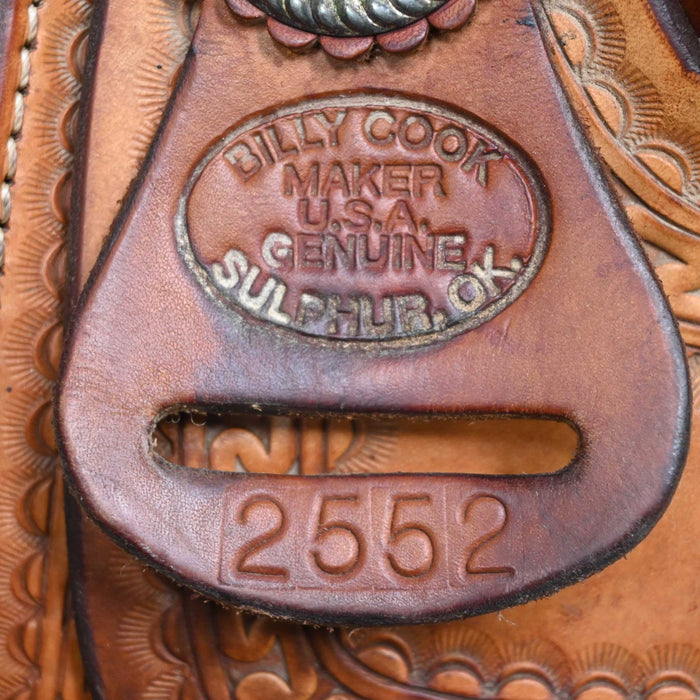 BILLY COOK
MAKER
U.S.A.
GENUINE
SULPHUR, OK.
2552